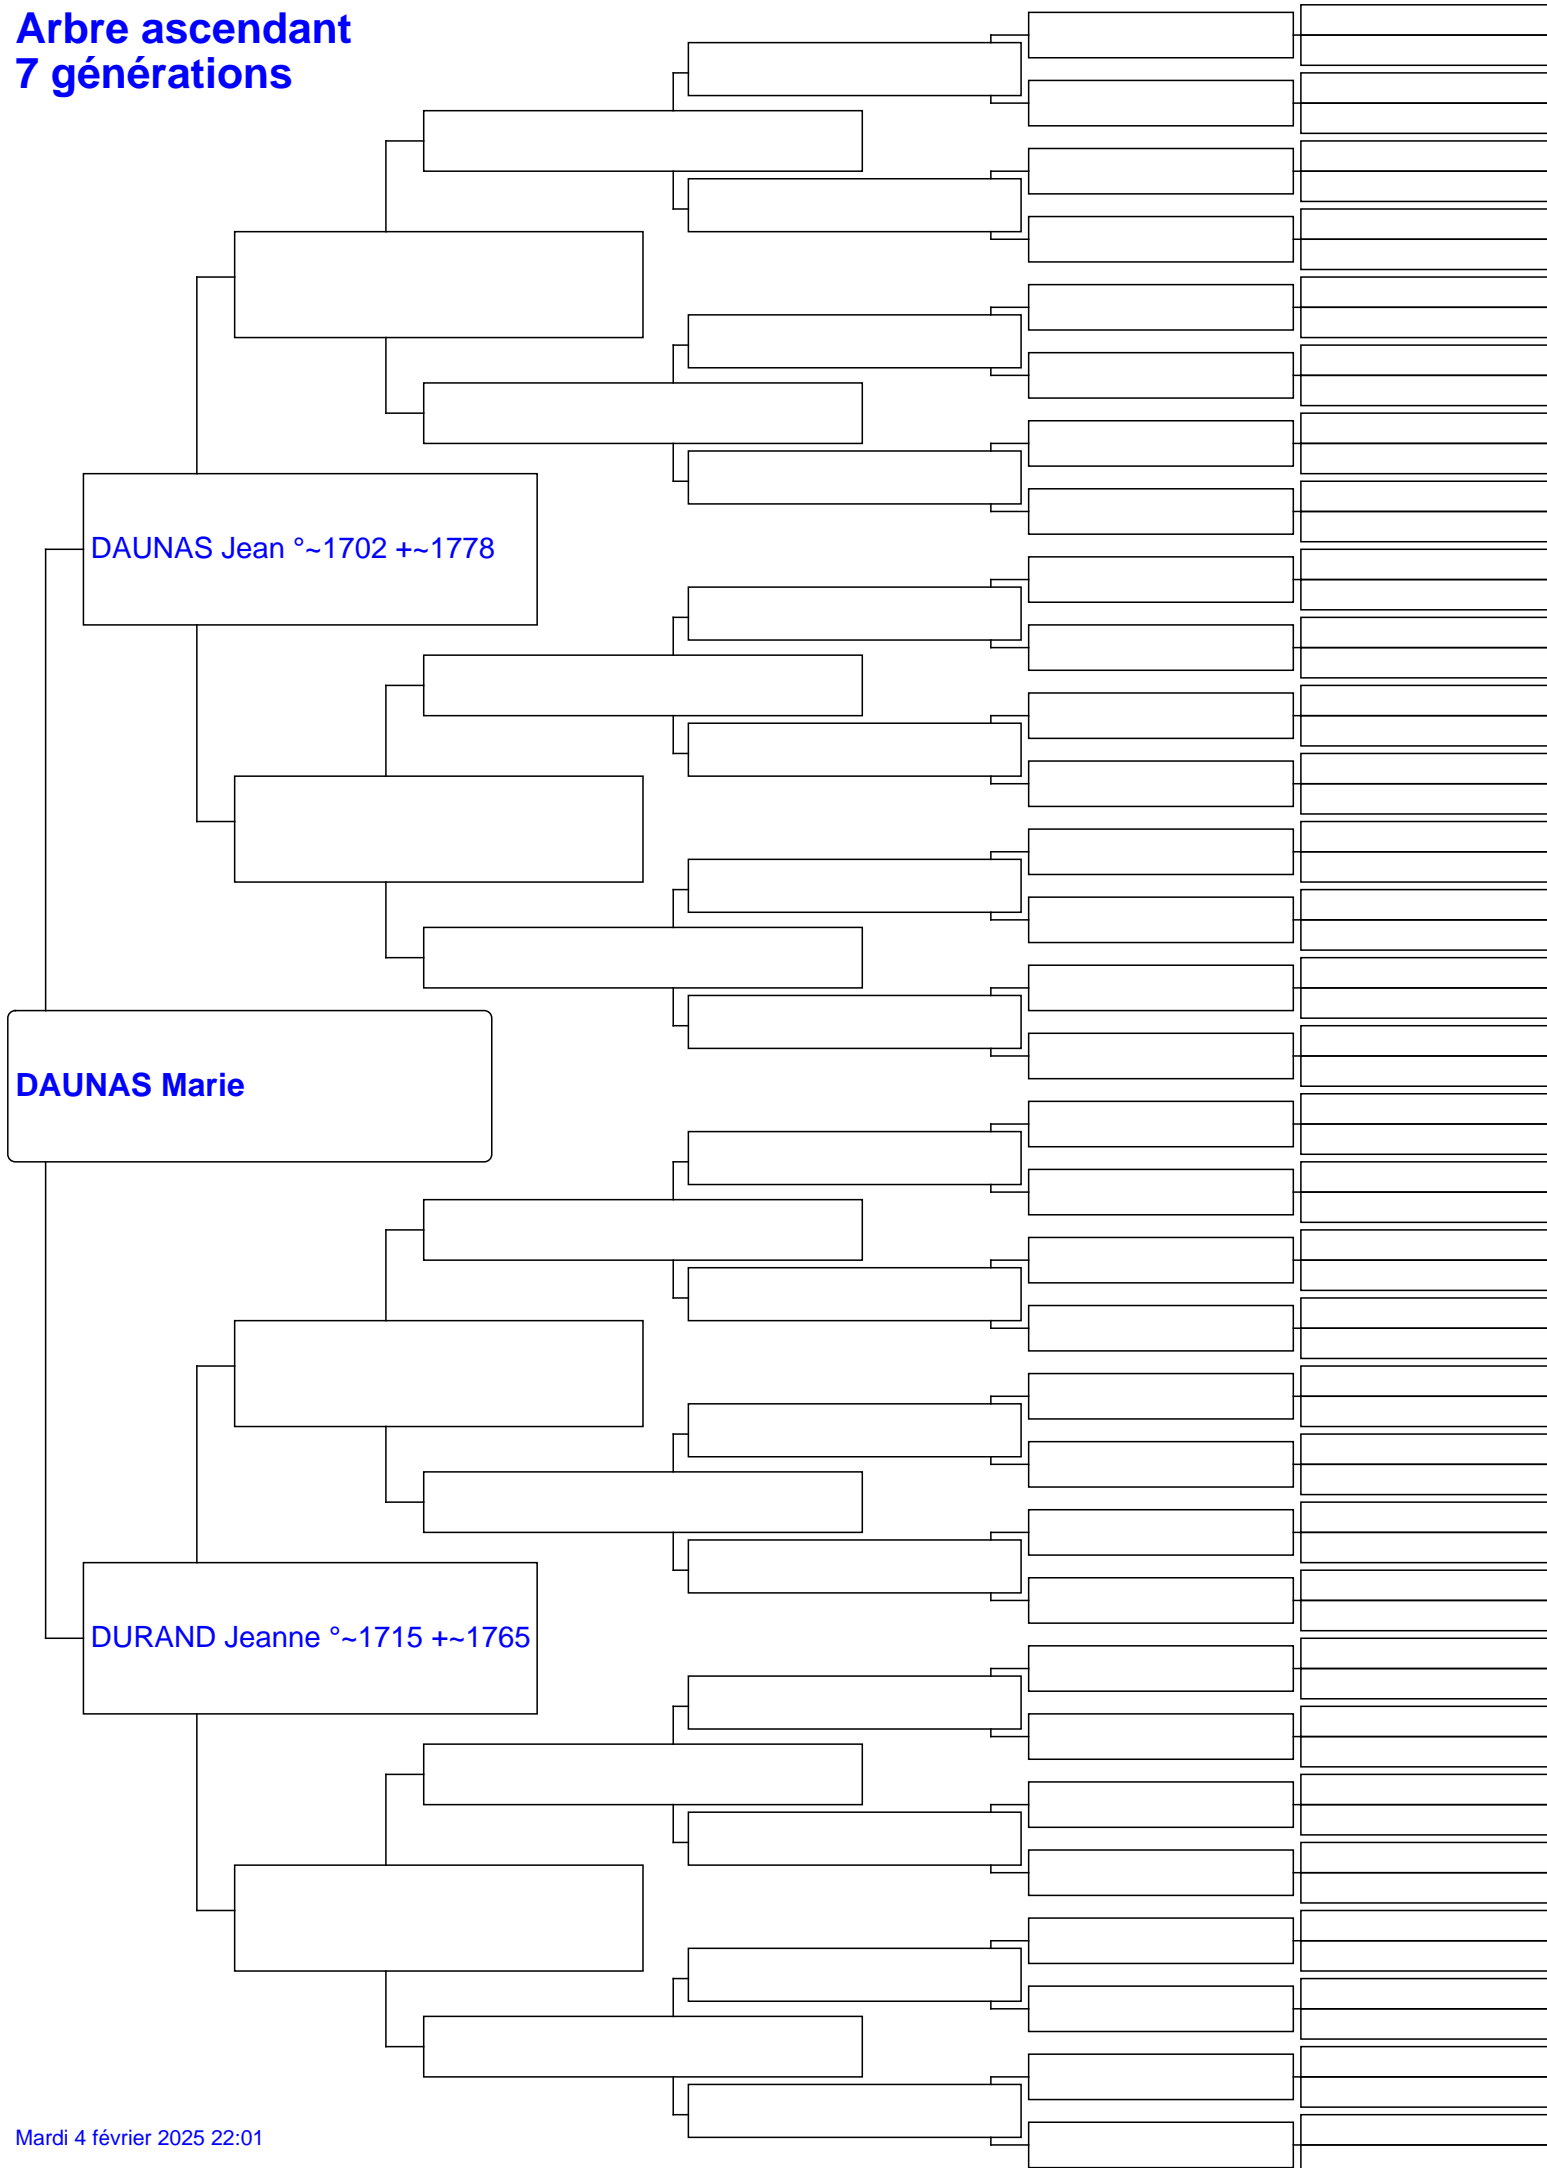 Arbre ascendant
7 générations
DAUNAS Jean °~1702 +~1778
DAUNAS Marie
DURAND Jeanne °~1715 +~1765
Mardi 4 février 2025 22:01